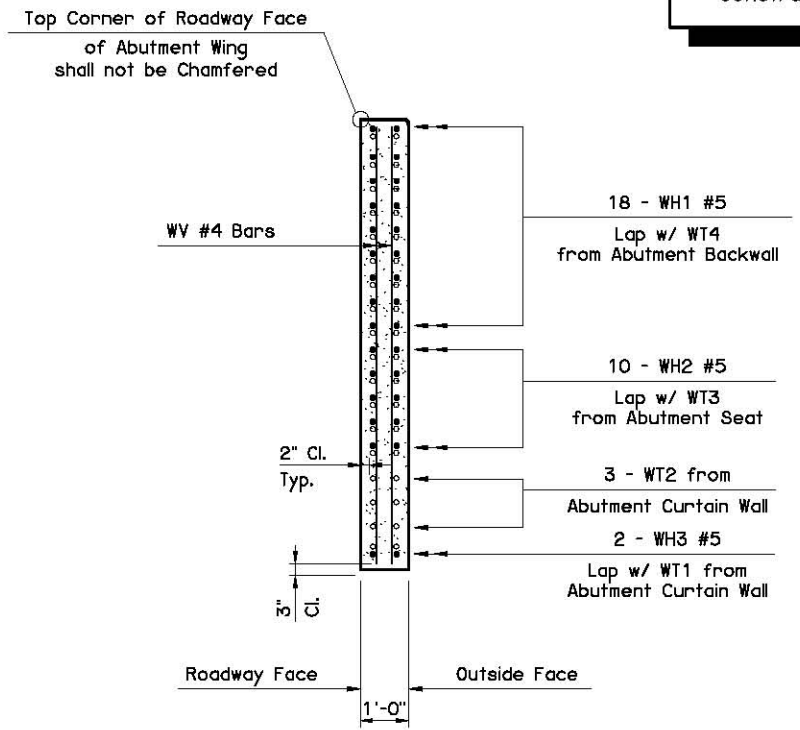 Top Corner of Roadway Face
of Abutment Wing
shall not be Chamfered
WV #4 Bars
18 - WH1 #5
Lap w/ WT4
from Abutment Backwall
10 - WH2 #5
Lap w/ WT3
from Abutment Seat
2" Cl.
Typ.
3 - WT2 from
Abutment Curtain Wall
2 - WH3 #5
Lap w/ WT1 from
Abutment Curtain Wall
3" Cl.
Roadway Face
Outside Face
1'-0"